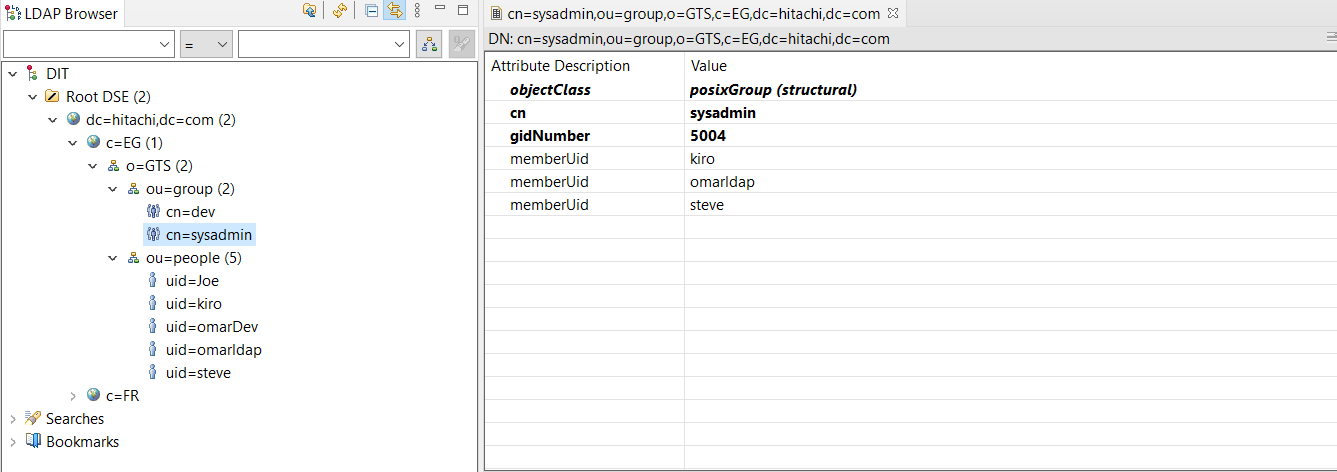 LDAP Browser
=
DIT
Root DSE (2)
dc=hitachi,dc=com (2)
c=EG (1)
o=GTS (2)
ou=group (2)
cn=dev
cn=sysadmin
ou=people (5)
uid=Joe
uid=kiro
uid=omarDev
uid=omarldap
uid=steve
c=FR
Searches
Bookmarks
cn=sysadmin,ou=group,o=GTS,c=EG,dc=hitachi,dc=com
DN: cn=sysadmin,ou=group,o=GTS,c=EG,dc=hitachi,dc=com
Attribute Description Value
objectClass posixGroup (structural)
cn sysadmin
gidNumber 5004
memberUid kiro
memberUid omarldap
memberUid steve